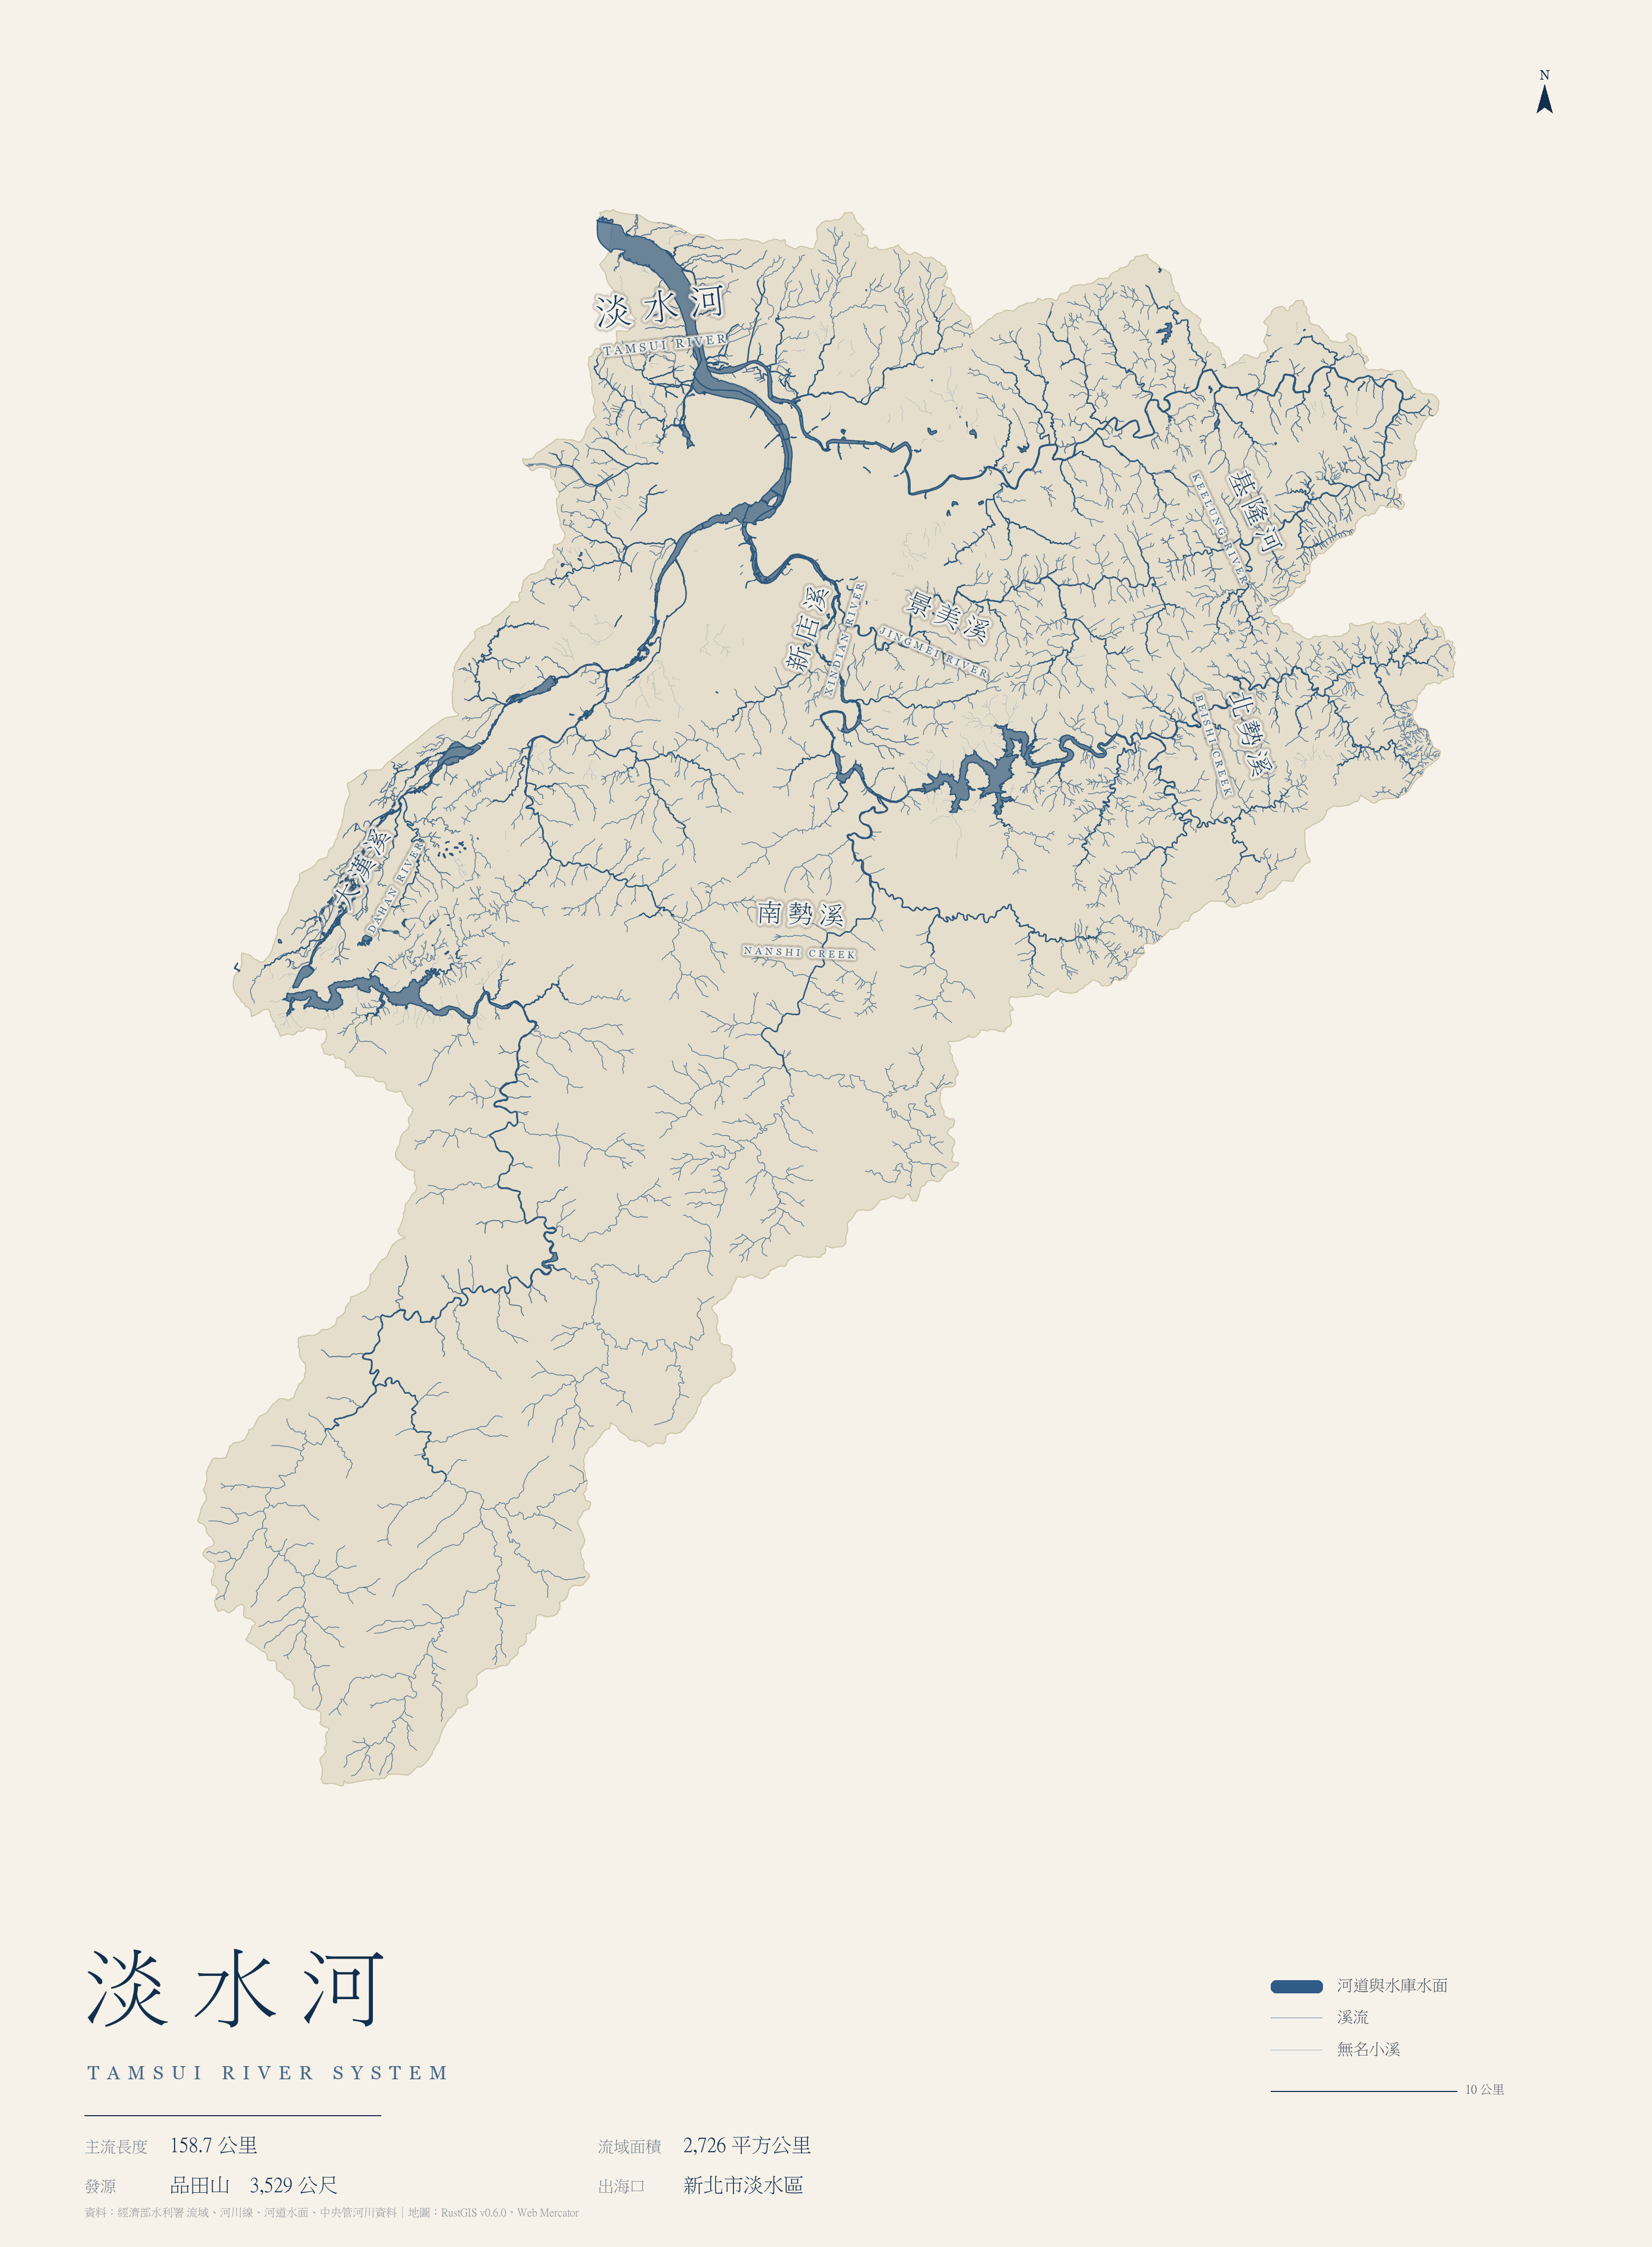 N
淡水河
TAMSUI RIVER
基隆河
KEELUNG RIVER
新店溪
XINDIAN RIVER
景美溪
JINGMEI RIVER
北勢溪
BEISHI CREEK
大漢溪
DAHAN RIVER
南勢溪
NANSHI CREEK
淡水河
TAMSUI RIVER SYSTEM
主流長度 158.7 公里
流域面積 2,726 平方公里
發源 品田山 3,529 公尺
出海口 新北市淡水區
資料：經濟部水利署 流域、河川線、河道水面、中央管河川資料｜地圖：RustGIS v0.6.0，Web Mercator
河道與水庫水面
溪流
無名小溪
10 公里